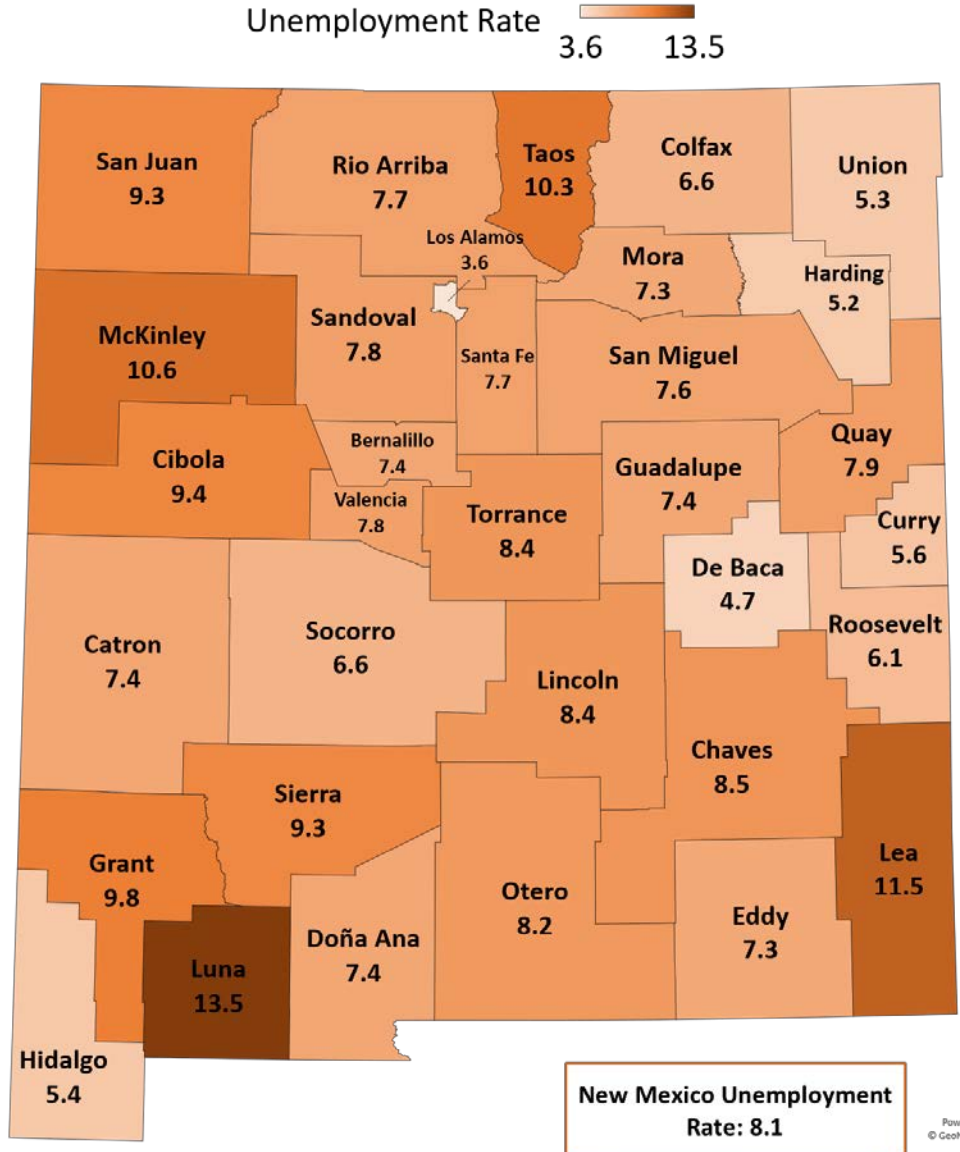 Unemployment Rate
3.6 13.5
San Juan
9.3
Rio Arriba
7.7
Taos
10.3
Colfax
6.6
Union
5.3
Los Alamos
3.6
Mora
7.3
Harding
5.2
McKinley
10.6
Sandoval
7.8
Santa Fe
7.7
San Miguel
7.6
Cibola
9.4
Bernalillo
7.4
Valencia
7.8
Torrance
8.4
Guadalupe
7.4
Quay
7.9
Curry
5.6
De Baca
4.7
Roosevelt
6.1
Catron
7.4
Socorro
6.6
Lincoln
8.4
Chaves
8.5
Sierra
9.3
Grant
9.8
Luna
13.5
Doña Ana
7.4
Otero
8.2
Eddy
7.3
Lea
11.5
Hidalgo
5.4
New Mexico Unemployment
Rate: 8.1
Pow
© GeoN